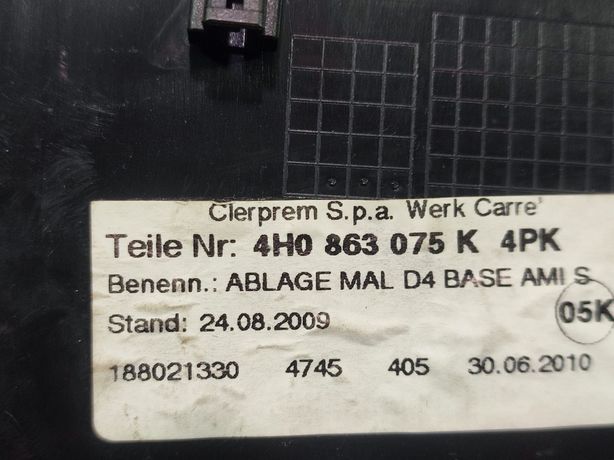 Cierprem S.p.a. Werk Carre'
Teile Nr: 4H0 863 075 K 4PK
Benenn.: ABLAGE MAL D4 BASE AMI S
05K
Stand: 24.08.2009
188021330 4745 405 30.06.2010